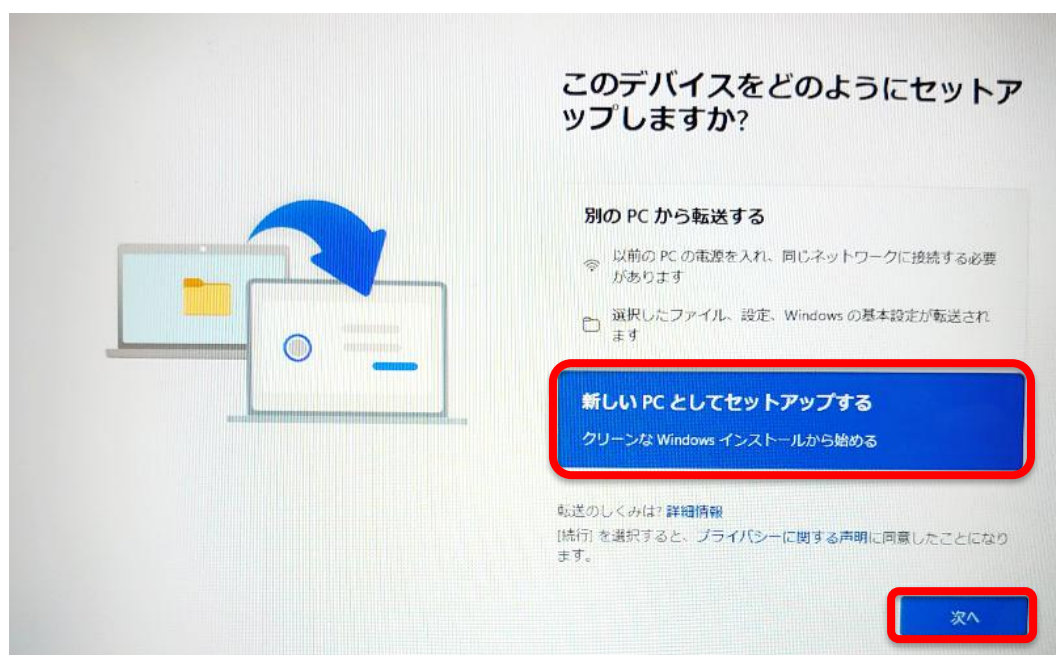 このデバイスをどのようにセットア
ップしますか?
別の PC から転送する
以前の PC の電源を入れ、同じネットワークに接続する必要
があります
選択したファイル、設定、Windows の基本設定が転送され
ます
新しい PC としてセットアップする
クリーンな Windows インストールから始める
転送のしくみは? 詳細情報
[続行] を選択すると、プライバシーに関する声明に同意したことになり
ます。
次へ